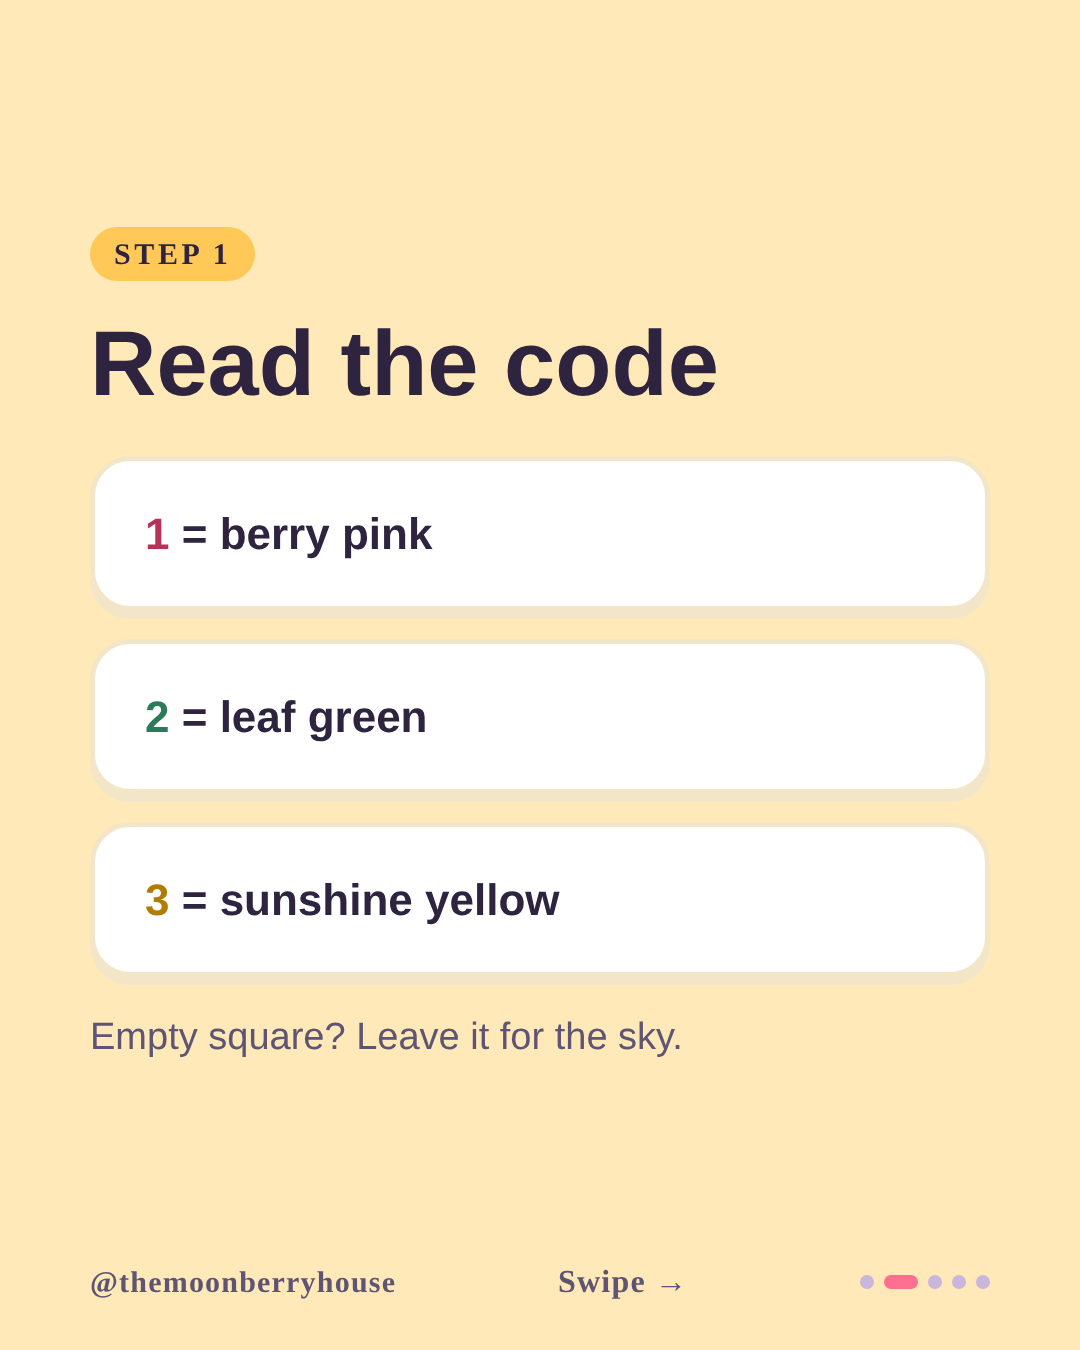 STEP 1
Read the code
1 = berry pink
2 = leaf green
3 = sunshine yellow
Empty square? Leave it for the sky.
@themoonberryhouse
Swipe →